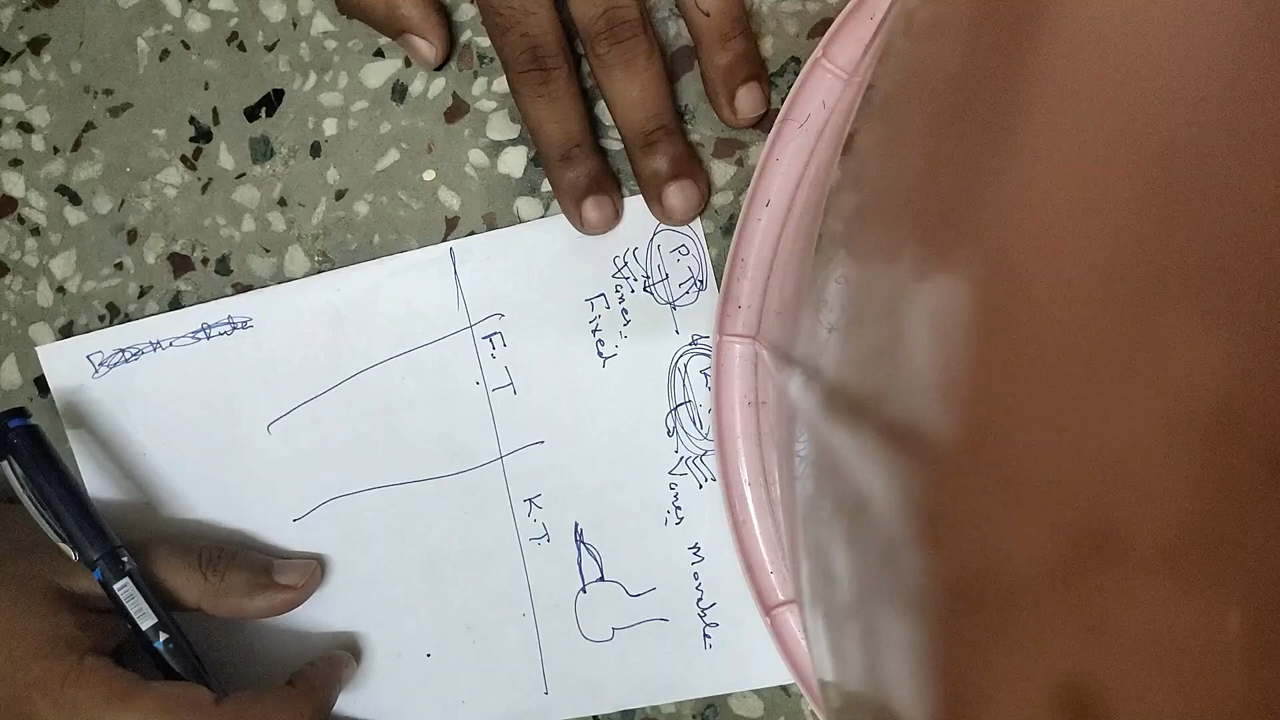 P.T.
Vanes Movable
Vanes:-
Fixed
F.T
K.T.